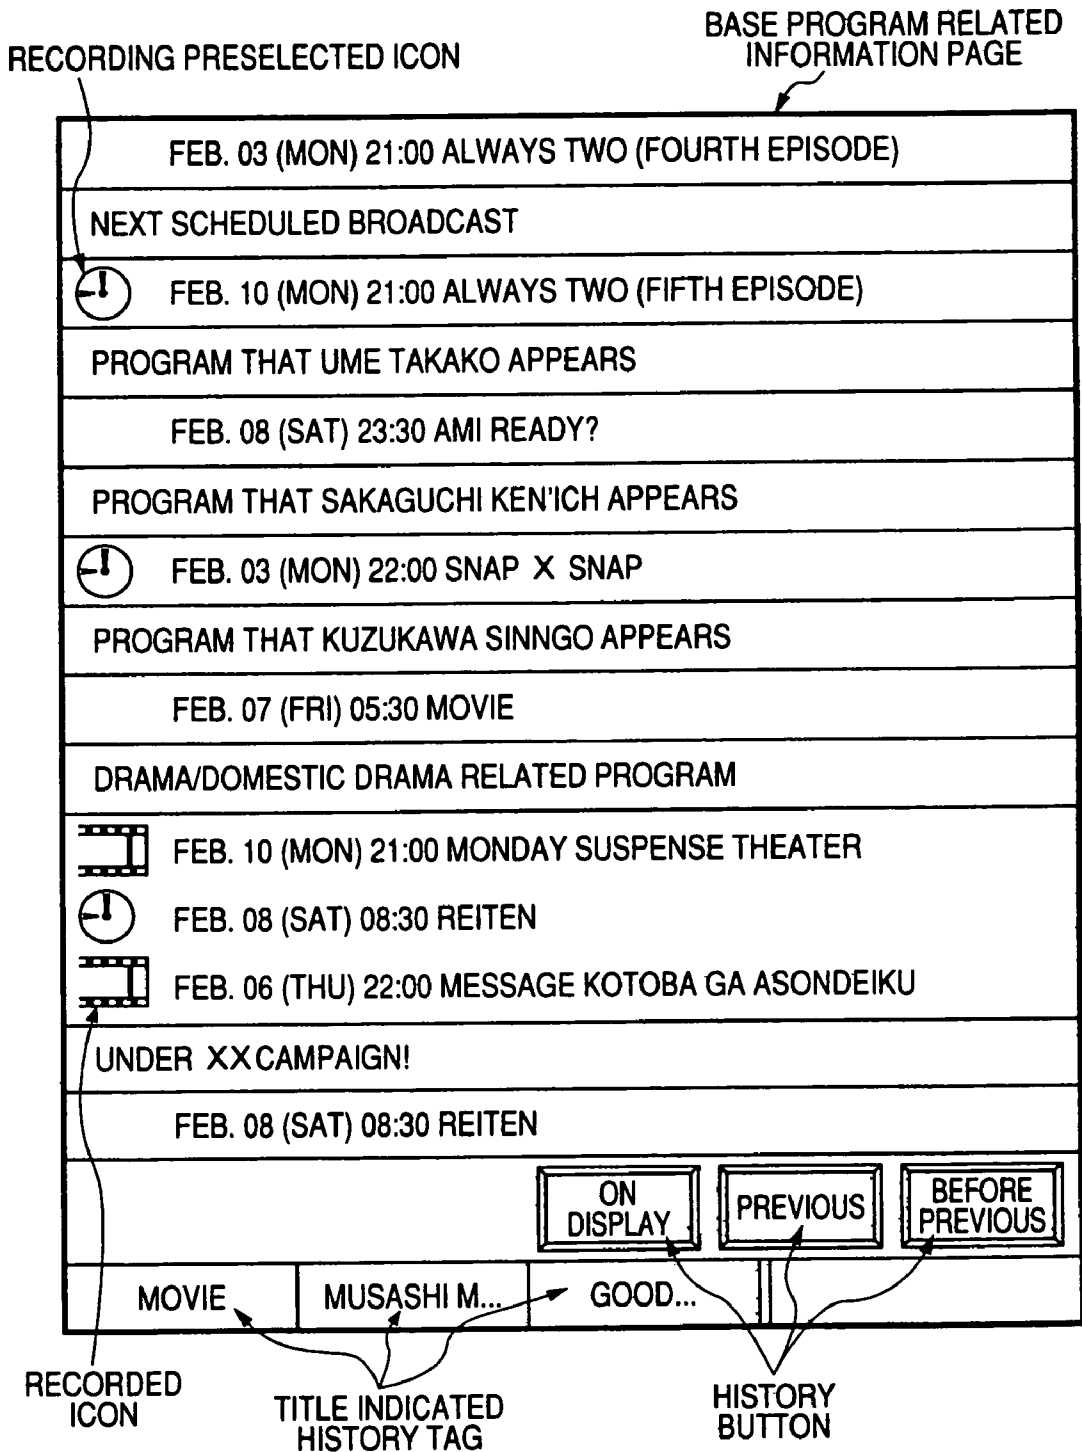 BASE PROGRAM RELATED
INFORMATION PAGE
RECORDING PRESELECTED ICON
FEB. 03 (MON) 21:00 ALWAYS TWO (FOURTH EPISODE)
NEXT SCHEDULED BROADCAST
FEB. 10 (MON) 21:00 ALWAYS TWO (FIFTH EPISODE)
PROGRAM THAT UME TAKAKO APPEARS
FEB. 08 (SAT) 23:30 AMI READY?
PROGRAM THAT SAKAGUCHI KEN'ICH APPEARS
FEB. 03 (MON) 22:00 SNAP X SNAP
PROGRAM THAT KUZUKAWA SINNGO APPEARS
FEB. 07 (FRI) 05:30 MOVIE
DRAMA/DOMESTIC DRAMA RELATED PROGRAM
FEB. 10 (MON) 21:00 MONDAY SUSPENSE THEATER
FEB. 08 (SAT) 08:30 REITEN
FEB. 06 (THU) 22:00 MESSAGE KOTOBA GA ASONDEIKU
UNDER XX CAMPAIGN!
FEB. 08 (SAT) 08:30 REITEN
ON
DISPLAY
PREVIOUS
BEFORE
PREVIOUS
MOVIE
MUSASHI M...
GOOD...
RECORDED
ICON
TITLE INDICATED
HISTORY TAG
HISTORY
BUTTON